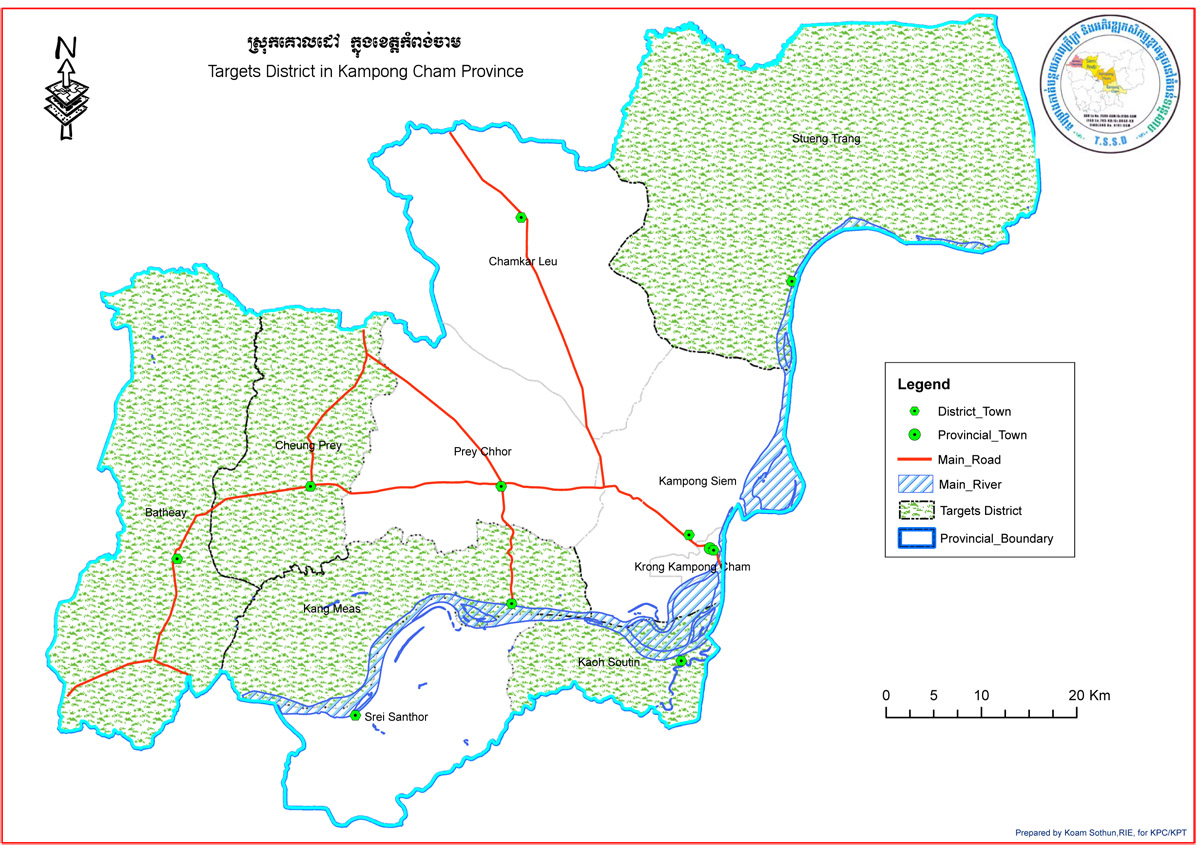 ស្រុកគោលដៅ ក្នុងខេត្តកំពង់ចាម
Targets District in Kampong Cham Province
N
T.S.S.D
Stueng Trang
Chamkar Leu
Cheung Prey
Prey Chhor
Kampong Siem
Batheay
Krong Kampong Cham
Kang Meas
Kaoh Soutin
Srei Santhor
Legend
District_Town
Provincial_Town
Main_Road
Main_River
Targets District
Provincial_Boundary
0 5 10 20 Km
Prepared by Koam Sothun,RIE, for KPC/KPT